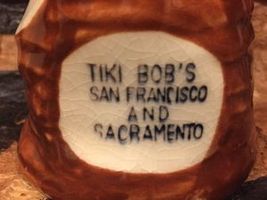 TIKI BOB'S
SAN FRANCISCO
AND
SACRAMENTO